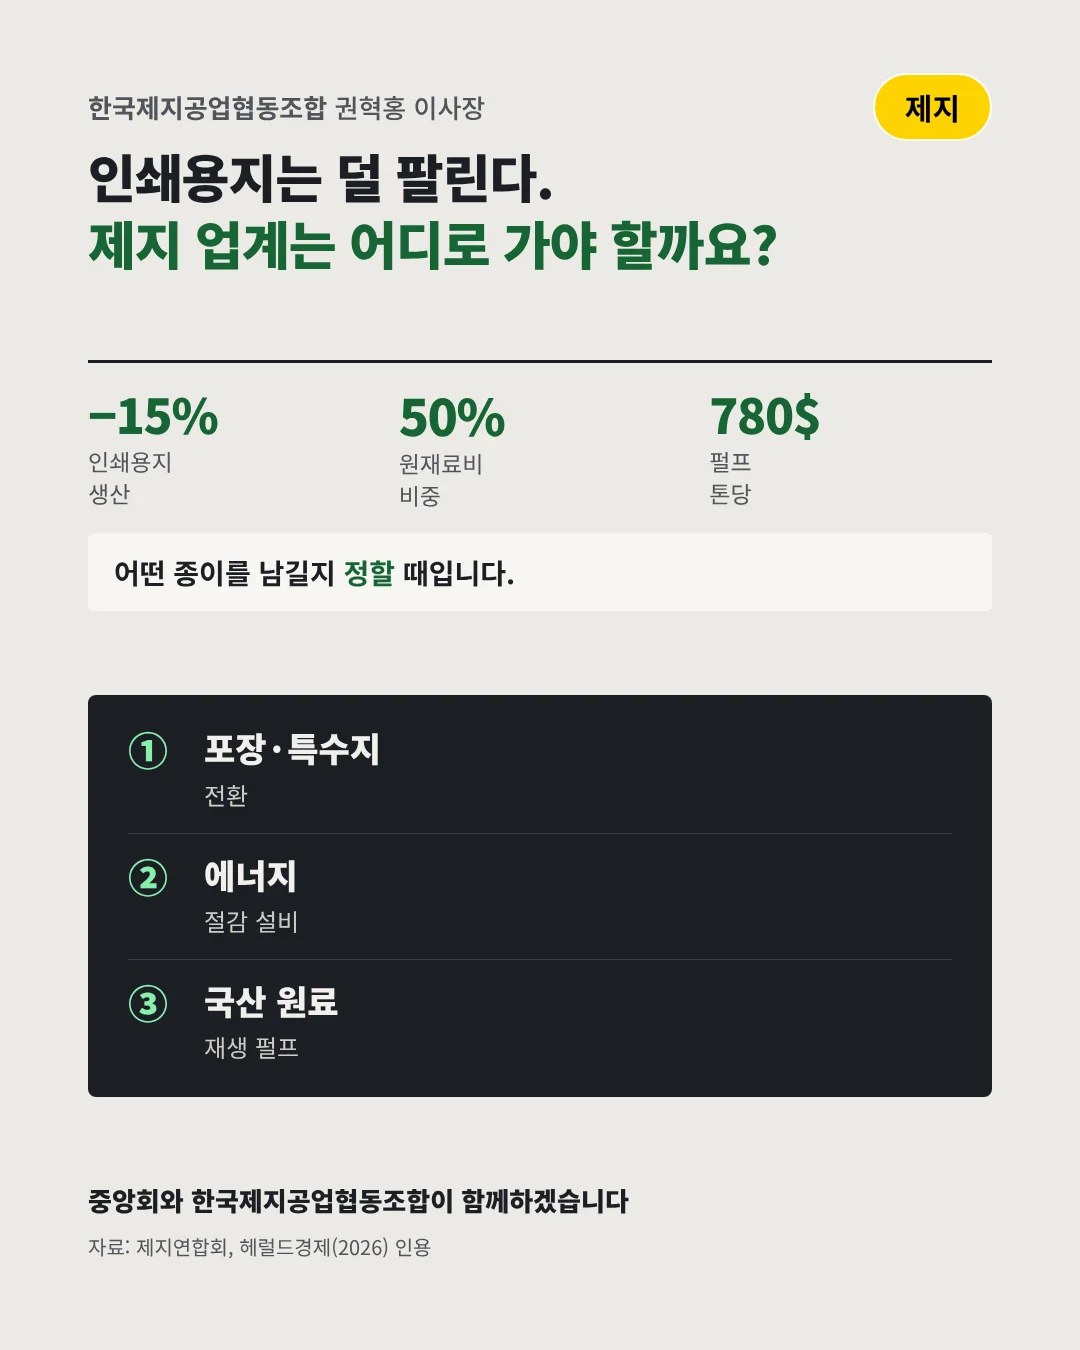 한국제지공업협동조합 권혁홍 이사장
제지
인쇄용지는 덜 팔린다.
제지 업계는 어디로 가야 할까요?
−15%
인쇄용지
생산
50%
원재료비
비중
780$
펄프
톤당
어떤 종이를 남길지 정할 때입니다.
① 포장·특수지
전환
② 에너지
절감 설비
③ 국산 원료
재생 펄프
중앙회와 한국제지공업협동조합이 함께하겠습니다
자료: 제지연합회, 헤럴드경제(2026) 인용